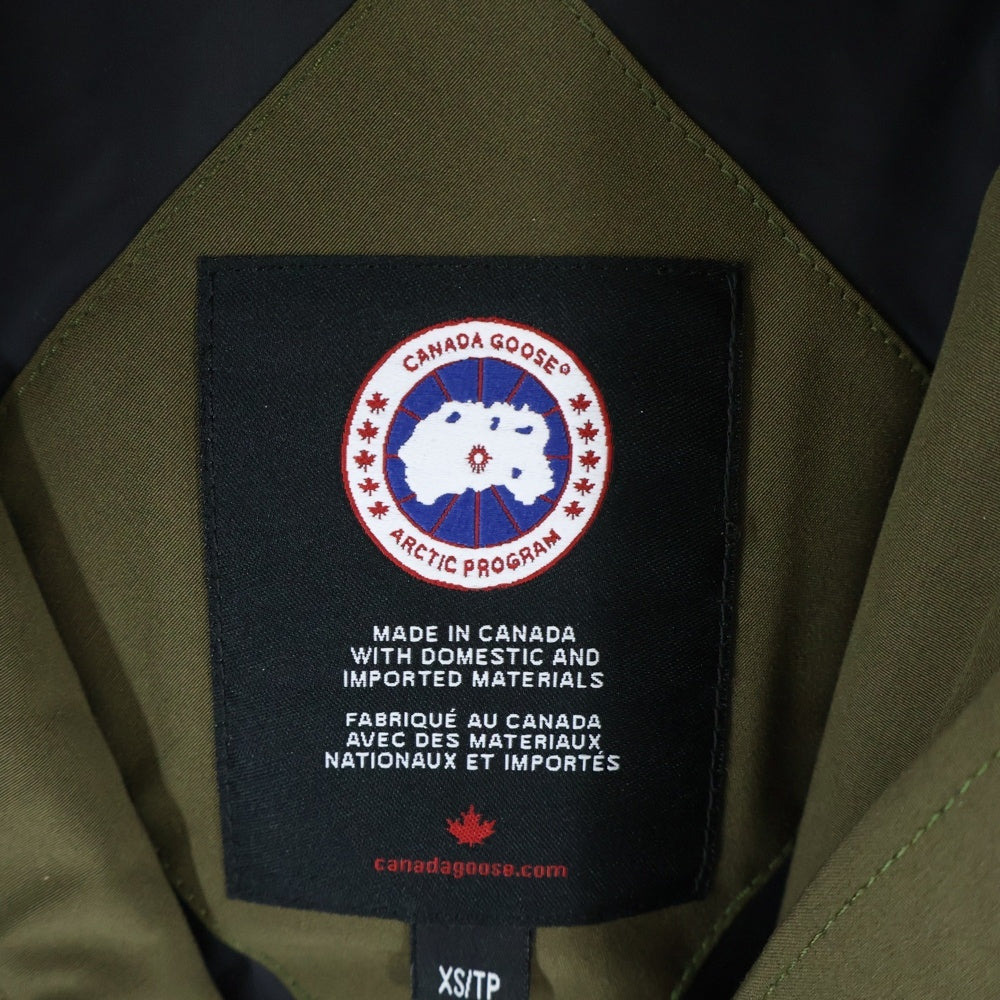 CANADA GOOSE®
ARCTIC PROGRAM
MADE IN CANADA
WITH DOMESTIC AND
IMPORTED MATERIALS
FABRIQUÉ AU CANADA
AVEC DES MATERIAUX
NATIONAUX ET IMPORTÉS
canadagoose.com
XS/TP